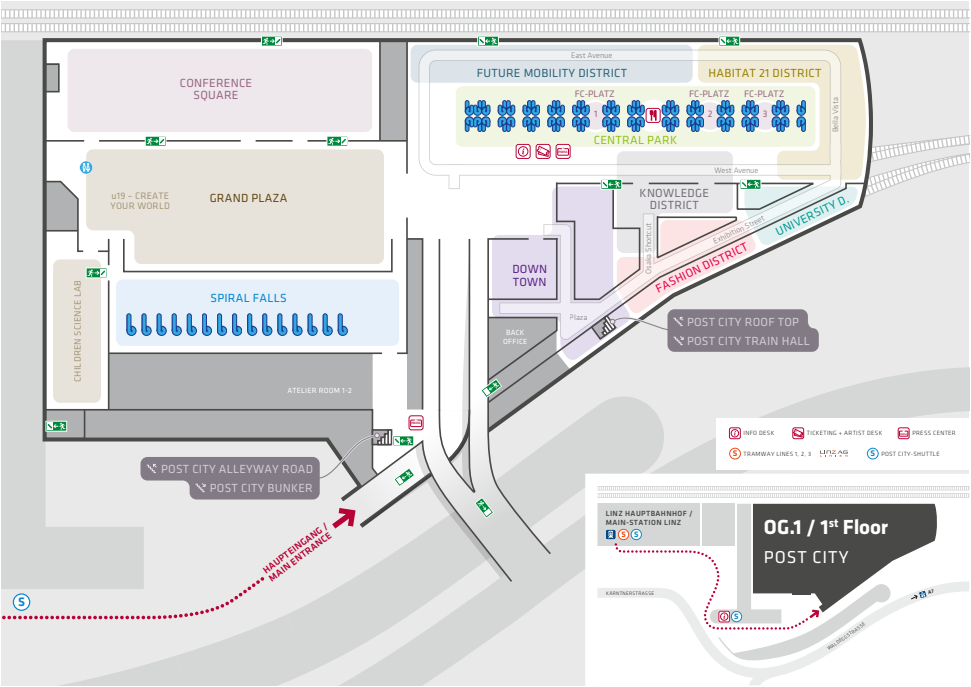 East Avenue
FUTURE MOBILITY DISTRICT
HABITAT 21 DISTRICT
CONFERENCE
SQUARE
FC-PLATZ
1
FC-PLATZ
2
FC-PLATZ
3
Bella Vista
CENTRAL PARK
West Avenue
u19 – CREATE
YOUR WORLD
GRAND PLAZA
KNOWLEDGE
DISTRICT
UNIVERSITY D.
Exhibition Street
Osaka Shortcut
FASHION DISTRICT
DOWN
TOWN
Plaza
CHILDREN SCIENCE LAB
SPIRAL FALLS
BACK
OFFICE
POST CITY ROOF TOP
POST CITY TRAIN HALL
ATELIER ROOM 1-2
POST CITY ALLEYWAY ROAD
POST CITY BUNKER
HAUPTEINGANG /
MAIN ENTRANCE
S
INFO DESK
TICKETING + ARTIST DESK
PRESS CENTER
S TRAMWAY LINES 1, 2, 3
LINZ AG
LINIEN
S POST CITY-SHUTTLE
LINZ HAUPTBAHNHOF /
MAIN-STATION LINZ
S S
OG.1 / 1st Floor
POST CITY
KÄRNTNERSTRASSE
i S
WALDEGGSTRASSE
A7